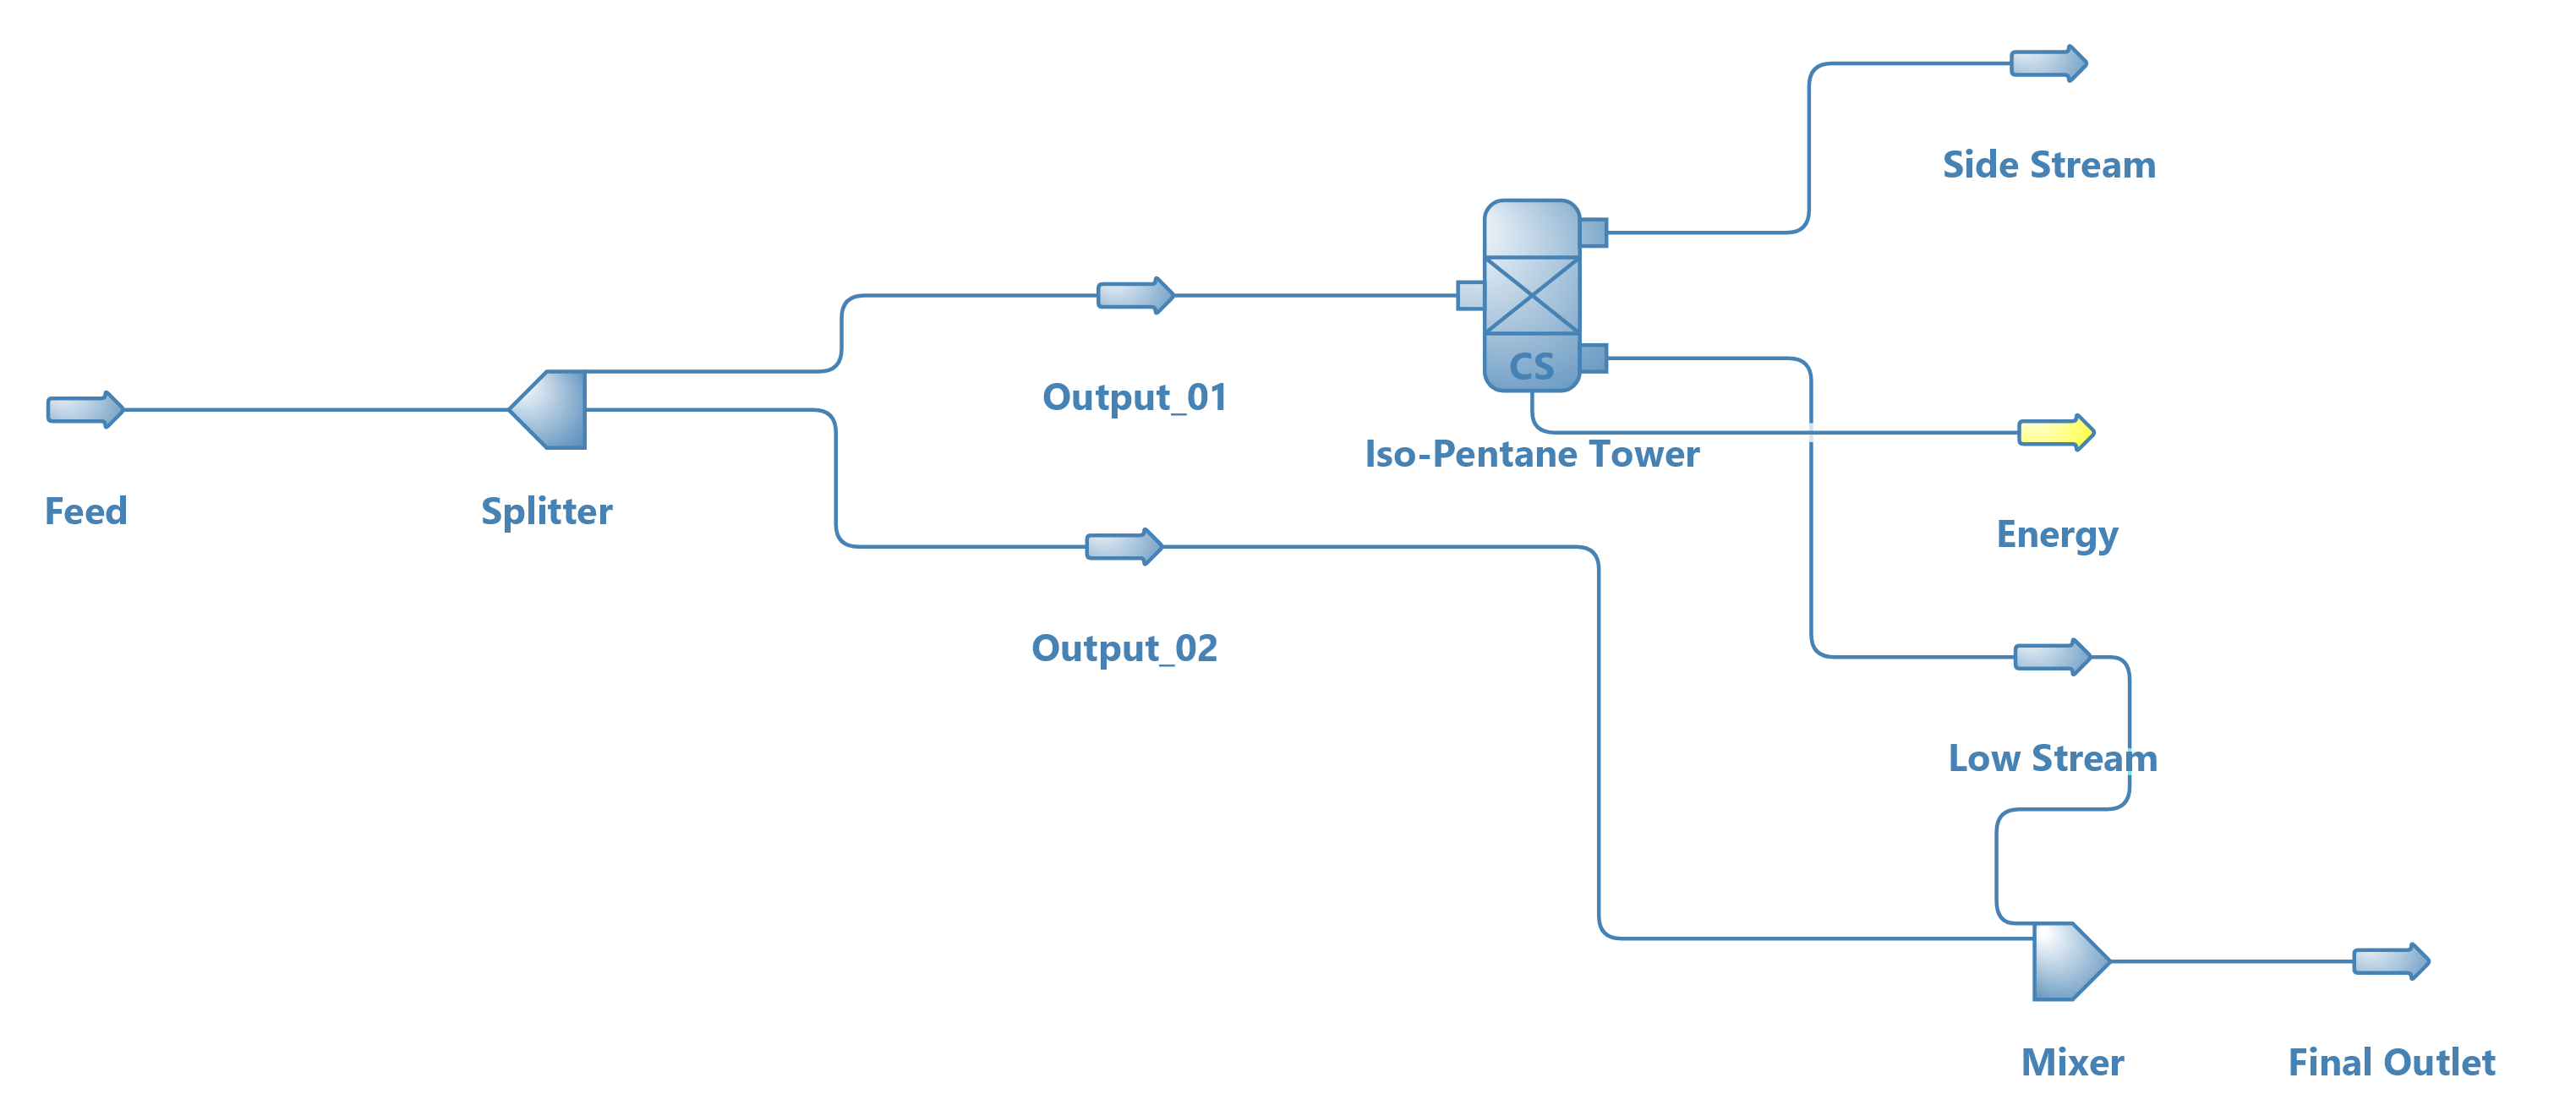 Side Stream
Output_01
CS
Iso-Pentane Tower
Feed
Splitter
Energy
Output_02
Low Stream
Mixer
Final Outlet